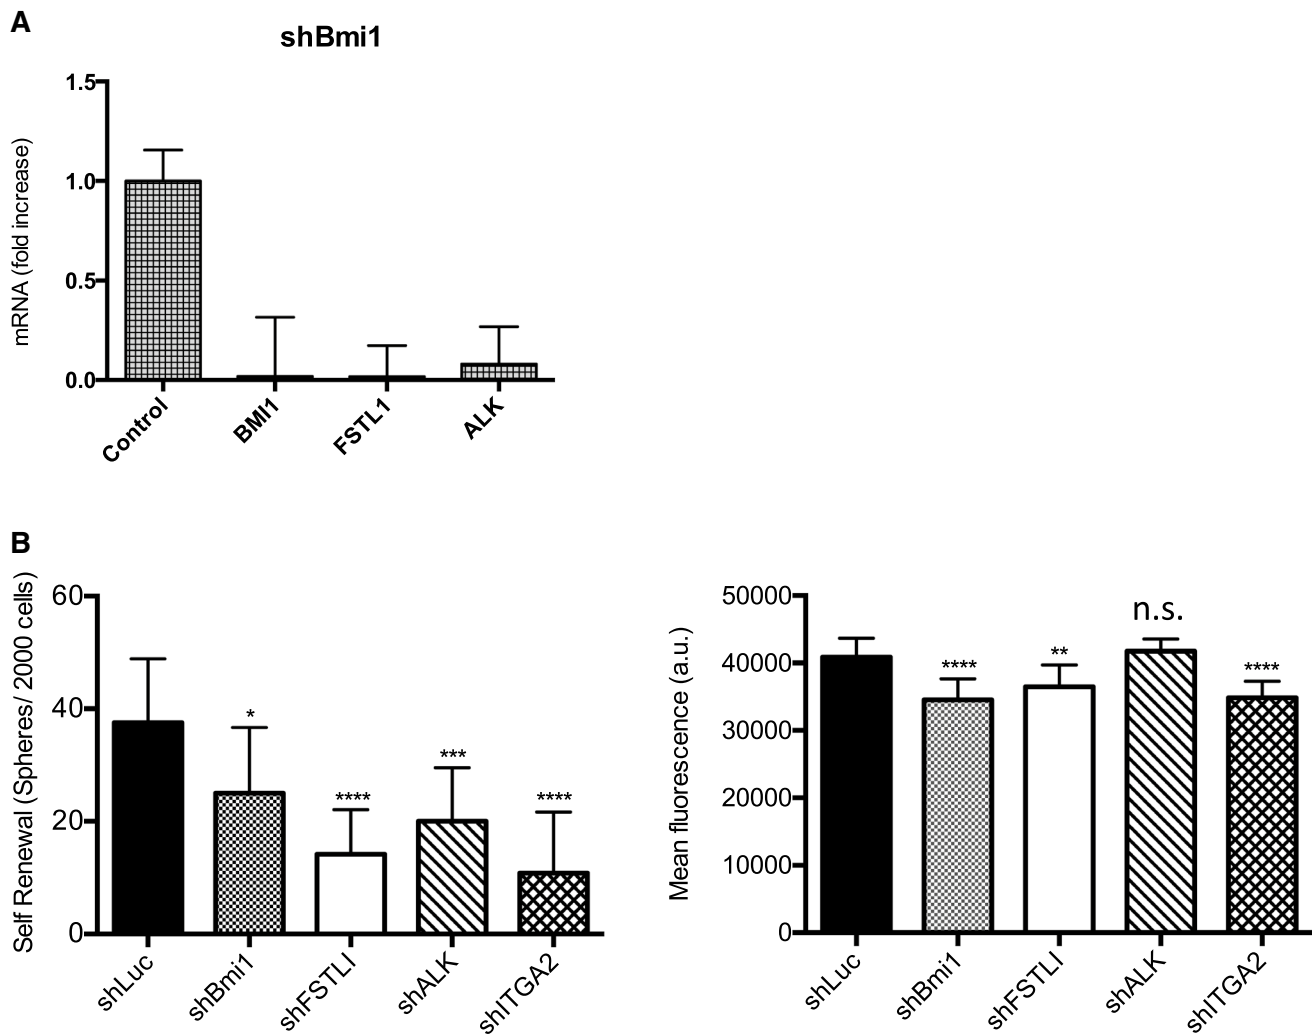 A
shBmi1
mRNA (fold increase)
1.5
1.0
0.5
0.0
Control
BMI1
FSTL1
ALK
B
Self Renewal (Spheres/ 2000 cells)
60
40
20
0
*
****
***
****
shLuc
shBmi1
shFSTLI
shALK
shITGA2
Mean fluorescence (a.u.)
50000
40000
30000
20000
10000
0
****
**
n.s.
****
shLuc
shBmi1
shFSTLI
shALK
shITGA2